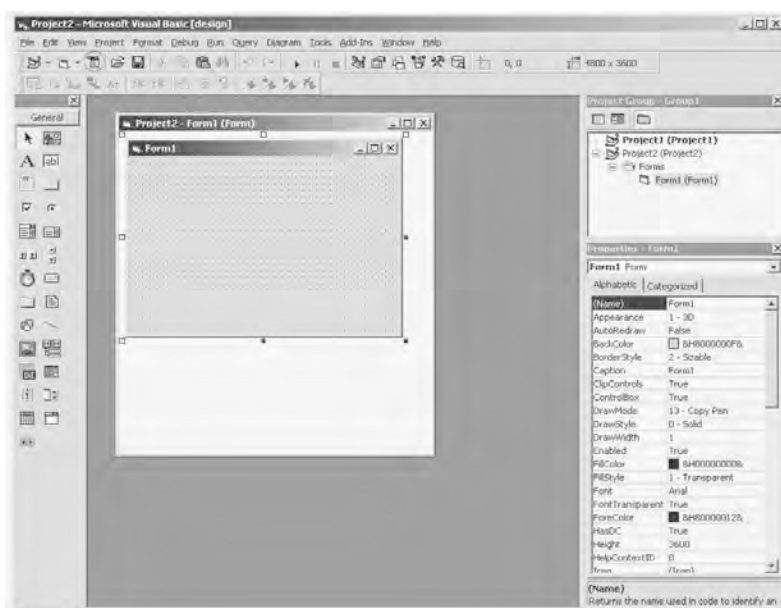 Project2 - Microsoft Visual Basic [design]
File Edit View Project Format Debug Run Query Diagram Tools Add-Ins Window Help
0, 0
4800 x 3600
General
Project2 - Form1 (Form)
Form1
Project Group - Group1
Project1 (Project1)
Project2 (Project2)
Forms
Form1 (Form1)
Properties - Form1
Form1 Form
Alphabetic Categorized
(Name) Form1
Appearance 1 - 3D
AutoRedraw False
BackColor &H8000000F&
BorderStyle 2 - Sizable
Caption Form1
ClipControls True
ControlBox True
DrawMode 13 - Copy Pen
DrawStyle 0 - Solid
DrawWidth 1
Enabled True
FillColor &H00000000&
FillStyle 1 - Transparent
Font Arial
FontTransparent True
ForeColor &H80000012&
HasDC True
Height 3600
HelpContextID 0
Icon (Icon)
(Name)
Returns the name used in code to identify an